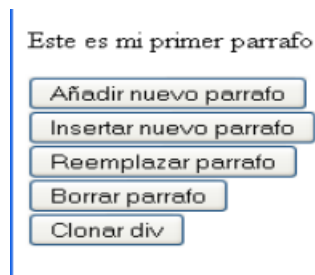 Este es mi primer parrafo
Añadir nuevo parrafo
Insertar nuevo parrafo
Reemplazar parrafo
Borrar parrafo
Clonar div